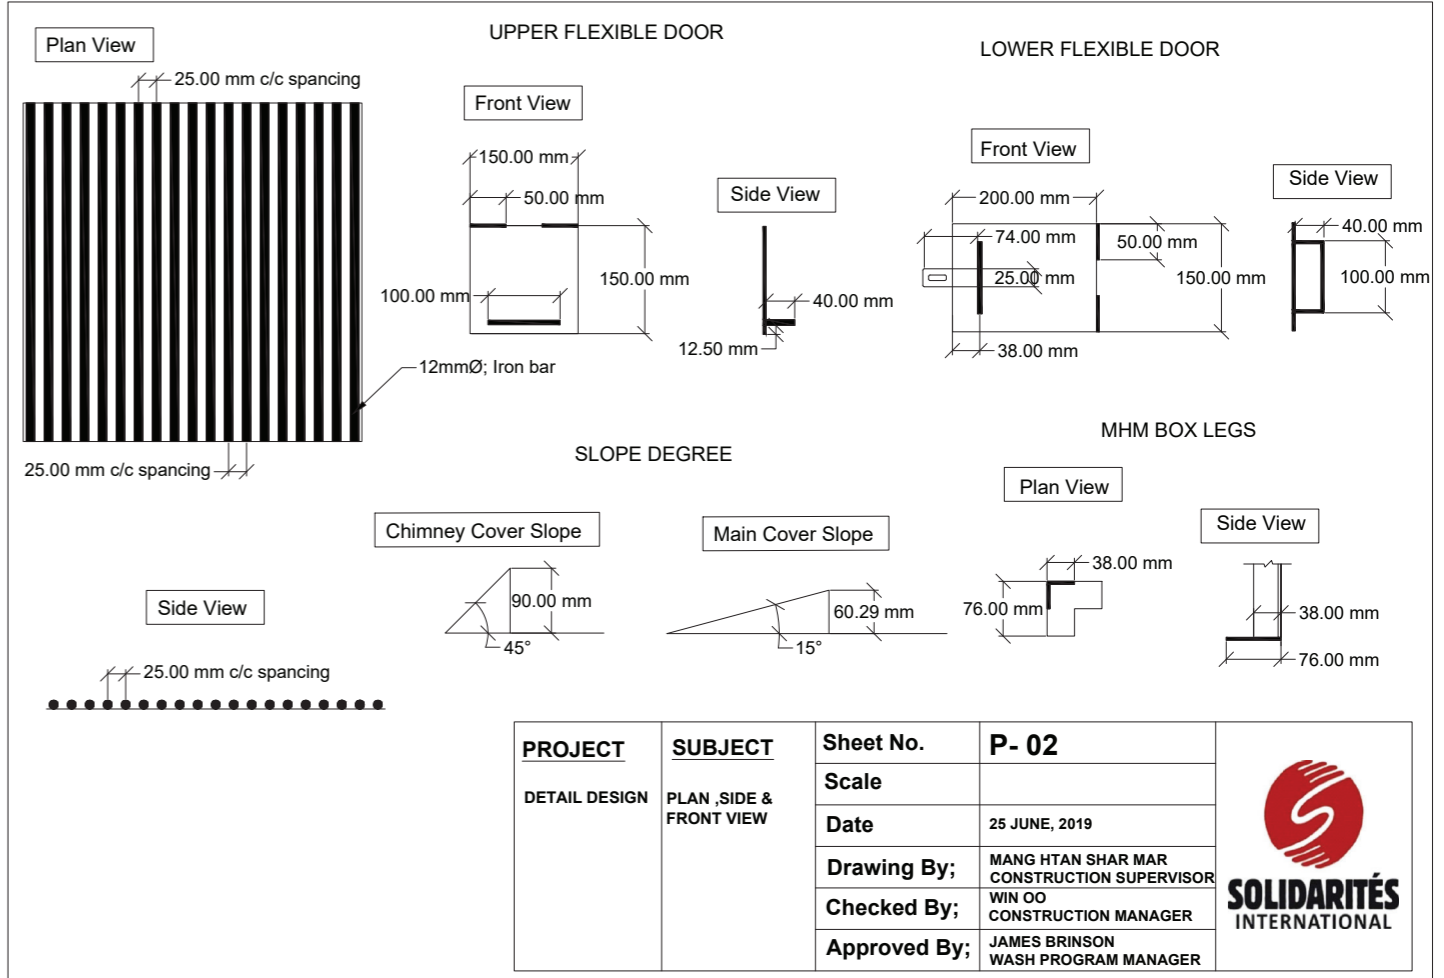 Plan View
25.00 mm c/c spancing
12mmØ; Iron bar
25.00 mm c/c spancing
Side View
25.00 mm c/c spancing
UPPER FLEXIBLE DOOR
Front View
150.00 mm
50.00 mm
150.00 mm
100.00 mm
Side View
40.00 mm
12.50 mm
LOWER FLEXIBLE DOOR
Front View
200.00 mm
74.00 mm
50.00 mm
25.00 mm
150.00 mm
38.00 mm
Side View
40.00 mm
100.00 mm
SLOPE DEGREE
Chimney Cover Slope
90.00 mm
45°
Main Cover Slope
60.29 mm
15°
MHM BOX LEGS
Plan View
38.00 mm
76.00 mm
Side View
38.00 mm
76.00 mm
PROJECT
DETAIL DESIGN
SUBJECT
PLAN ,SIDE &
FRONT VIEW
Sheet No.
P- 02
Scale
Date
25 JUNE, 2019
Drawing By;
MANG HTAN SHAR MAR
CONSTRUCTION SUPERVISOR
Checked By;
WIN OO
CONSTRUCTION MANAGER
Approved By;
JAMES BRINSON
WASH PROGRAM MANAGER
SOLIDARITÉS
INTERNATIONAL